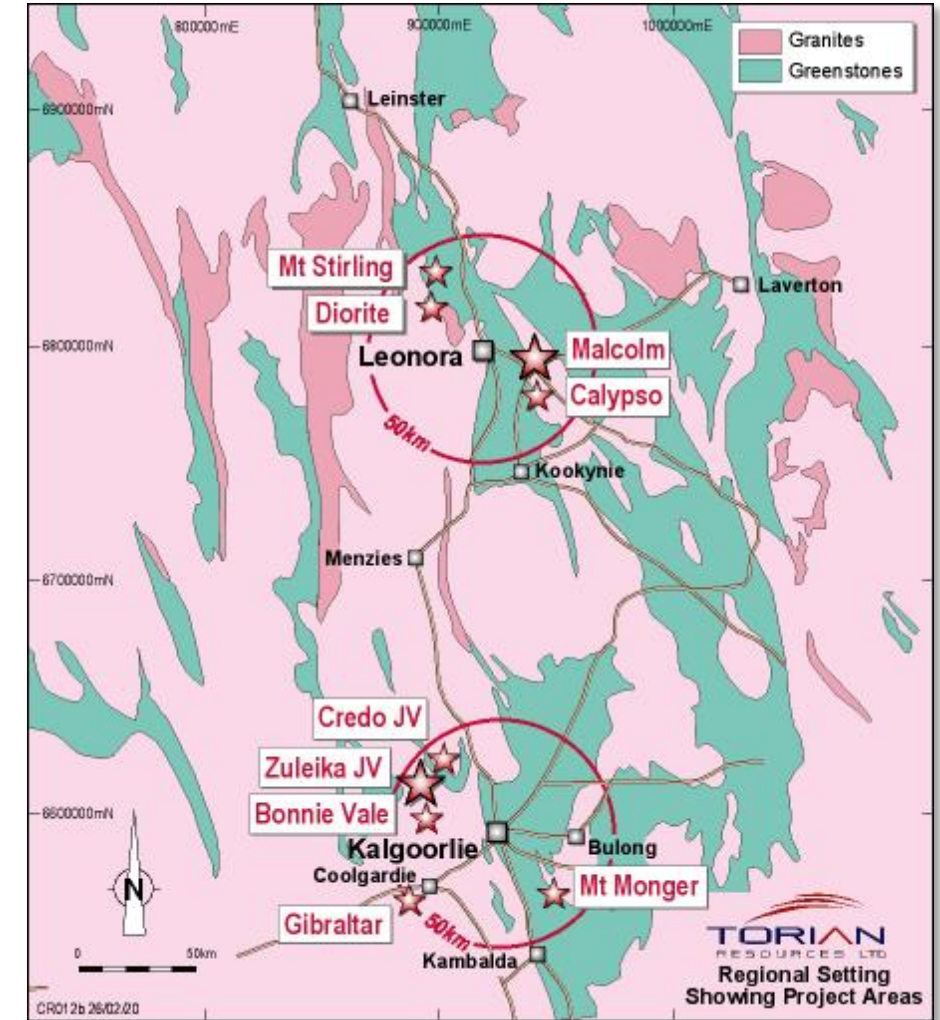 800000mE
900000mE
1000000mE
Granites
Greenstones
6900000mN
Leinster
Mt Stirling
Laverton
Diorite
6800000mN
Leonora
Malcolm
Calypso
50km
Kookynie
Menzies
6700000mN
Credo JV
Zuleika JV
Bonnie Vale
6600000mN
Kalgoorlie
Bulong
Coolgardie
Mt Monger
N
Gibraltar
50km
TORIAN
RESOURCES LTD
0 50km
Kambalda
Regional Setting
Showing Project Areas
CR012b 26/02/20